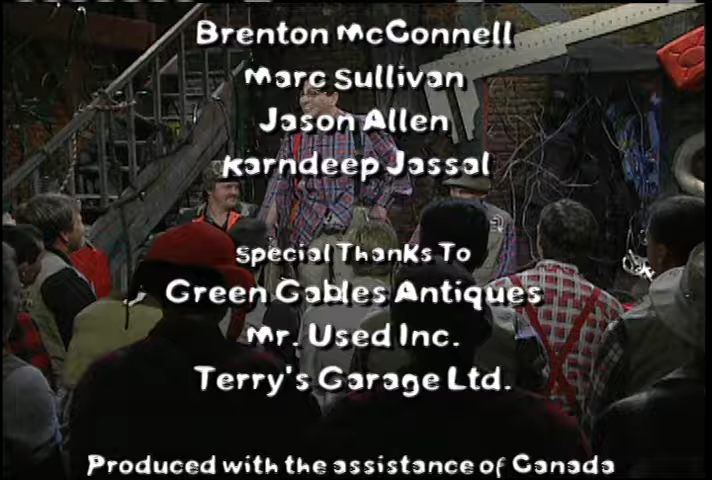 Brenton McConnell
Marc Sullivan
Jason Allen
Karndeep Jassal
Special Thanks To
Green Gables Antiques
Mr. Used Inc.
Terry's Garage Ltd.
Produced with the assistance of Canada